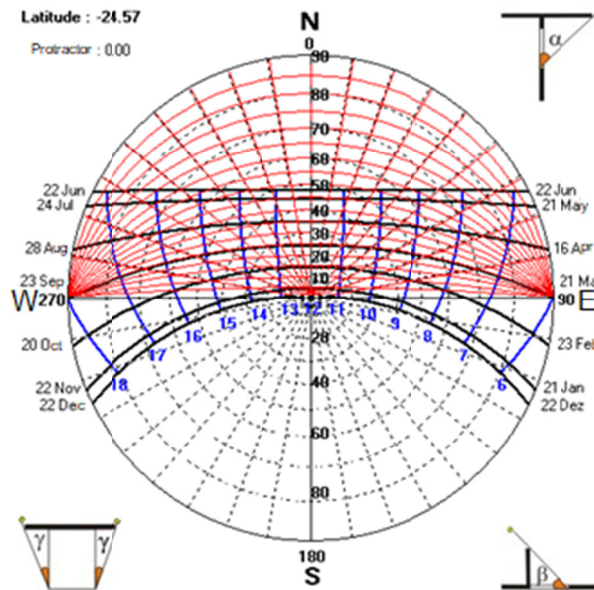 Latitude : -24.57
Protractor : 0.00
N
0
90
80
70
60
50
40
30
20
10
α
22 Jun
24 Jul
28 Aug
23 Sep
W 270
20 Oct
22 Nov
22 Dec
22 Jun
21 May
16 Apr
21 Ma
90 E
23 Feb
21 Jan
22 Dez
18
17
16
15
14
13
12
11
10
9
8
7
6
40
60
80
γ
γ
180
S
β